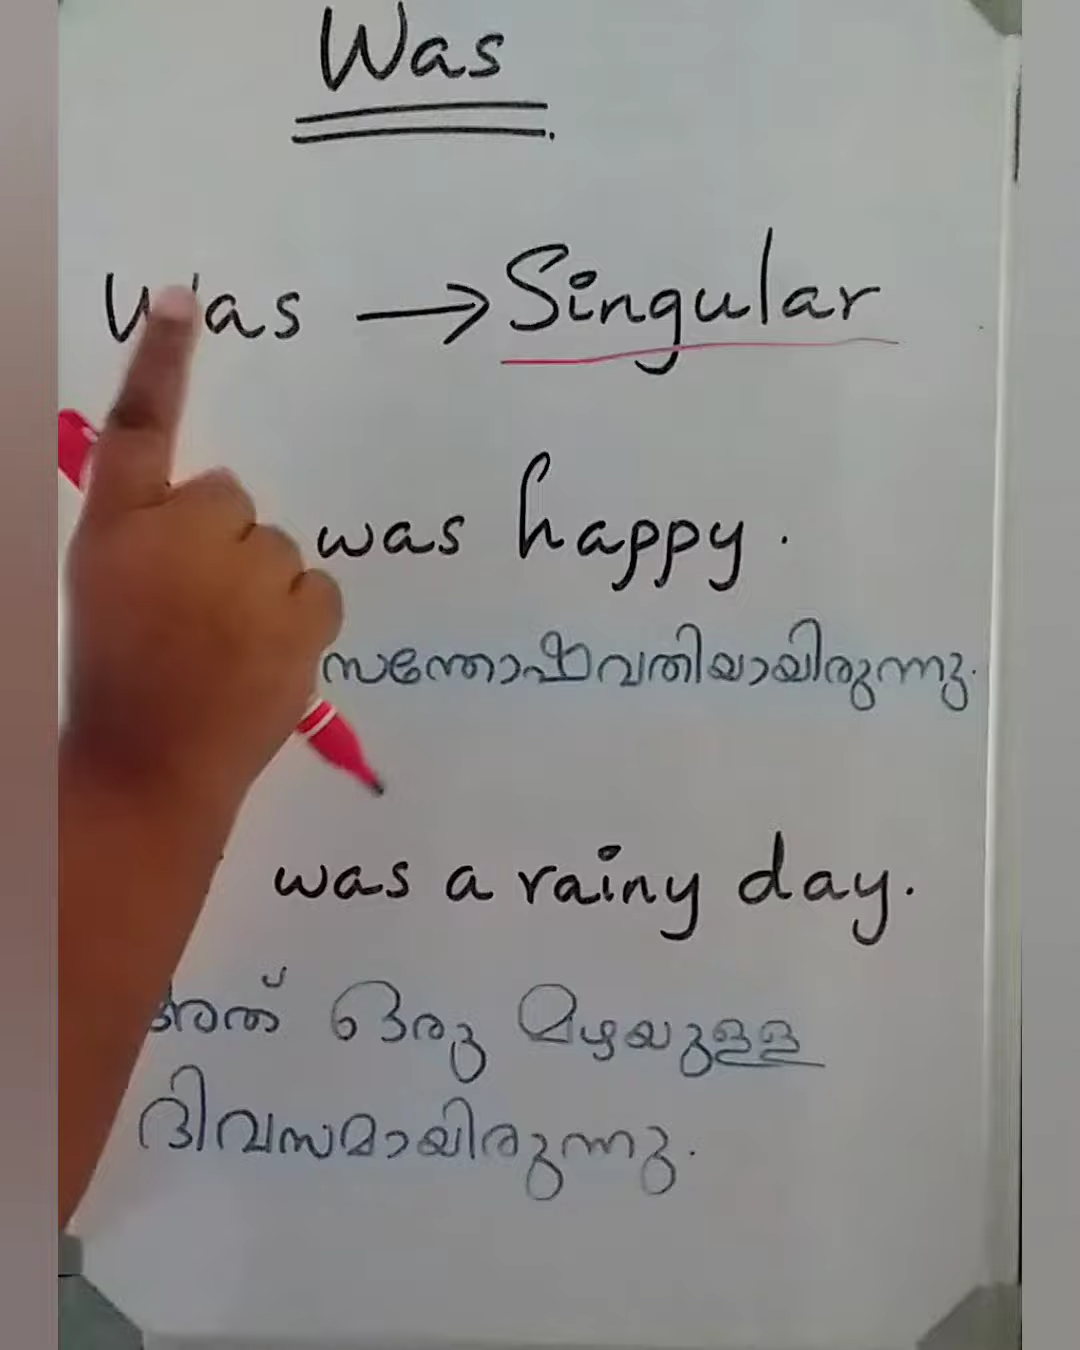 Was
Was → Singular
was happy.
സന്തോഷവതിയായിരുന്നു.
was a rainy day.
അത് ഒരു മഴയുള്ള
ദിവസമായിരുന്നു.